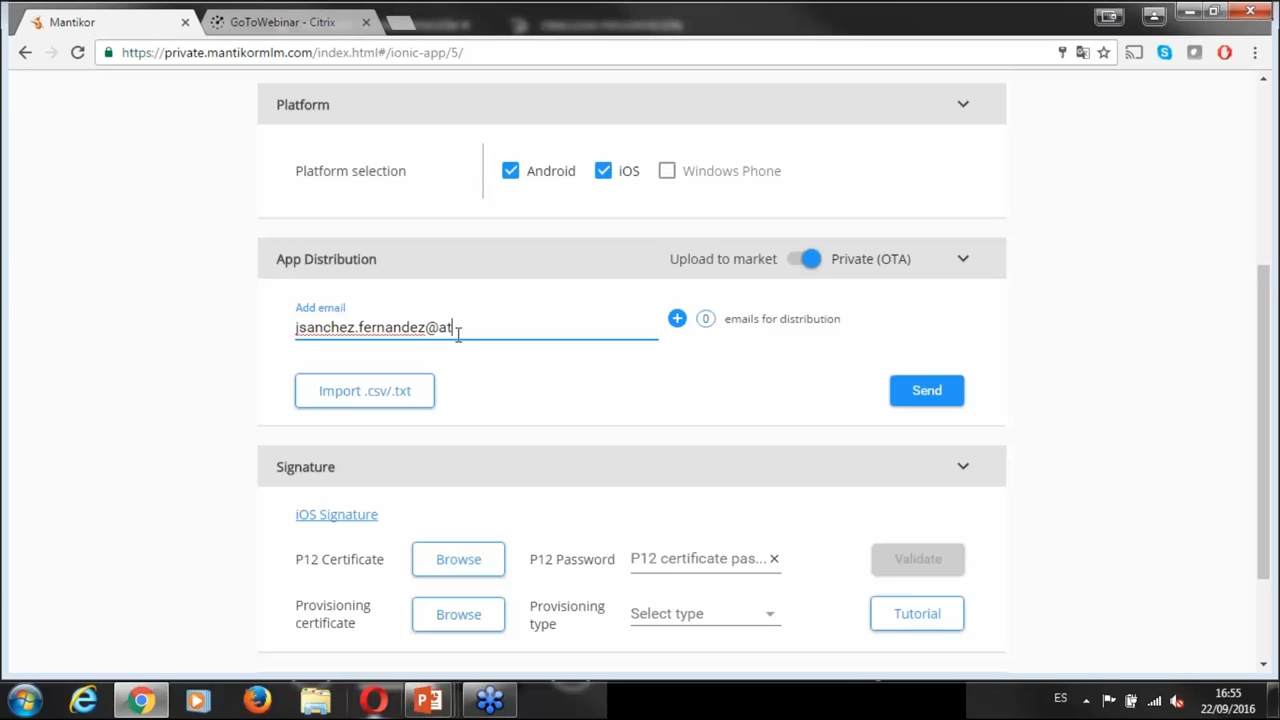 Mantikor
GoToWebinar - Citrix
https://private.mantikormlm.com/index.html#/ionic-app/5/
Platform
Platform selection
Android
iOS
Windows Phone
App Distribution
Upload to market
Private (OTA)
Add email
jsanchez.fernandez@at
0
emails for distribution
Import .csv/.txt
Send
Signature
iOS Signature
P12 Certificate
Browse
P12 Password
P12 certificate pas...
Validate
Provisioning
certificate
Browse
Provisioning
type
Select type
Tutorial
ES
16:55
22/09/2016